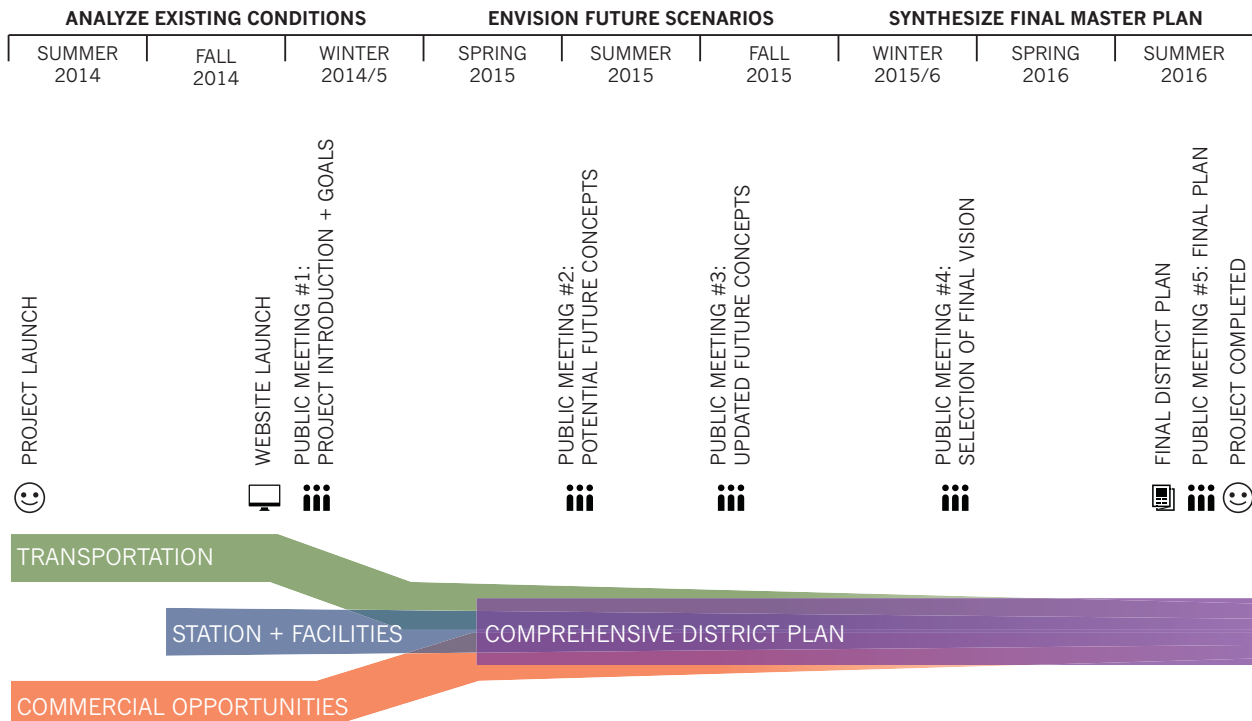 ANALYZE EXISTING CONDITIONS
ENVISION FUTURE SCENARIOS
SYNTHESIZE FINAL MASTER PLAN
SUMMER
2014
FALL
2014
WINTER
2014/5
SPRING
2015
SUMMER
2015
FALL
2015
WINTER
2015/6
SPRING
2016
SUMMER
2016
PROJECT LAUNCH
WEBSITE LAUNCH
PUBLIC MEETING #1:
PROJECT INTRODUCTION + GOALS
PUBLIC MEETING #2:
POTENTIAL FUTURE CONCEPTS
PUBLIC MEETING #3:
UPDATED FUTURE CONCEPTS
PUBLIC MEETING #4:
SELECTION OF FINAL VISION
FINAL DISTRICT PLAN
PUBLIC MEETING #5: FINAL PLAN
PROJECT COMPLETED
TRANSPORTATION
STATION + FACILITIES
COMPREHENSIVE DISTRICT PLAN
COMMERCIAL OPPORTUNITIES